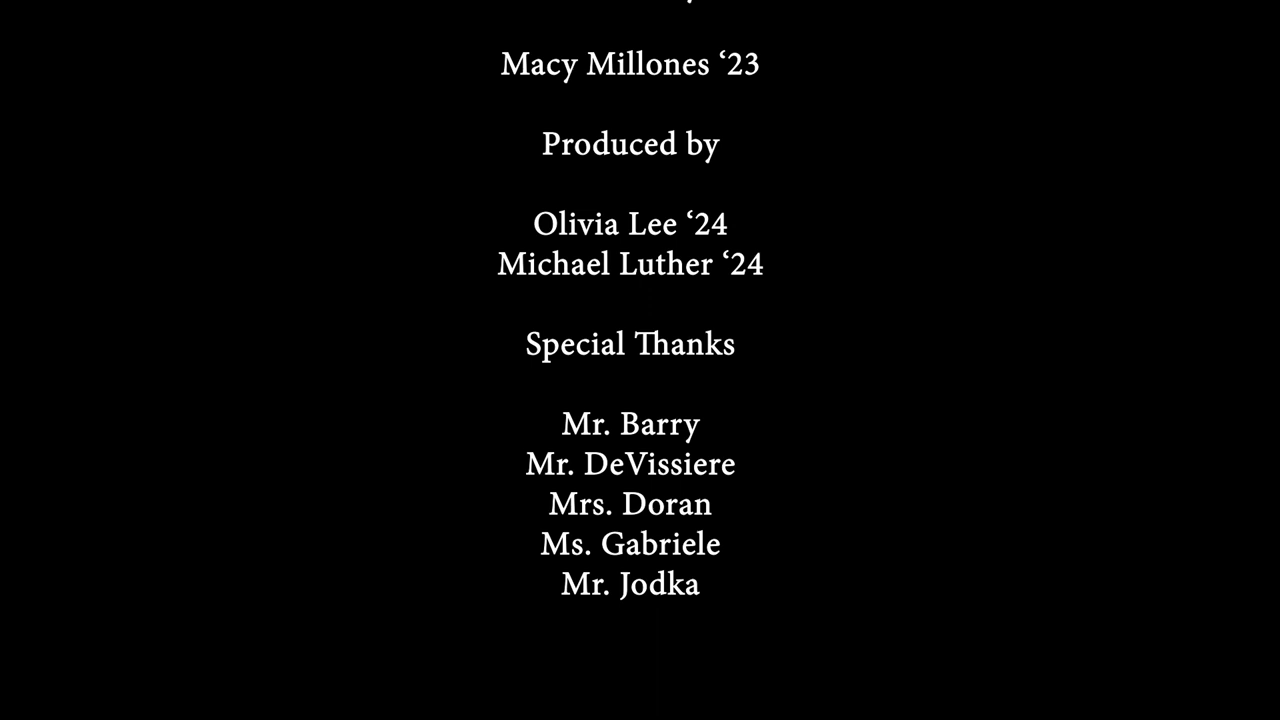 Macy Millones ‘23
Produced by
Olivia Lee ‘24
Michael Luther ‘24
Special Thanks
Mr. Barry
Mr. DeVissiere
Mrs. Doran
Ms. Gabriele
Mr. Jodka